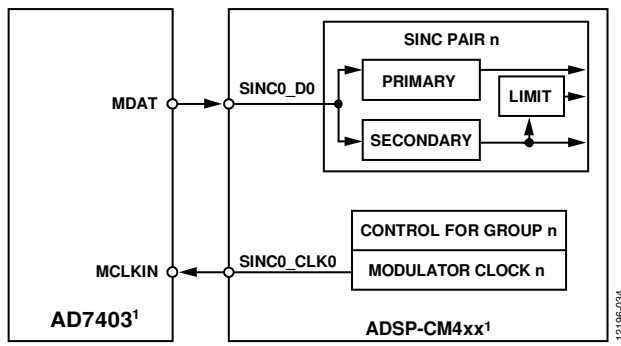 SINC PAIR n
PRIMARY
LIMIT
SECONDARY
MDAT
SINC0_D0
CONTROL FOR GROUP n
MODULATOR CLOCK n
MCLKIN
SINC0_CLK0
AD7403¹
ADSP-CM4xx¹
12196-034